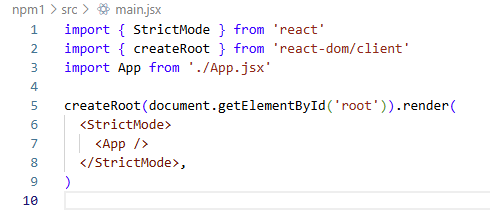 npm1 > src > main.jsx
1 import { StrictMode } from 'react'
2 import { createRoot } from 'react-dom/client'
3 import App from './App.jsx'
4
5 createRoot(document.getElementById('root')).render(
6   <StrictMode>
7     <App />
8   </StrictMode>,
9 )
10